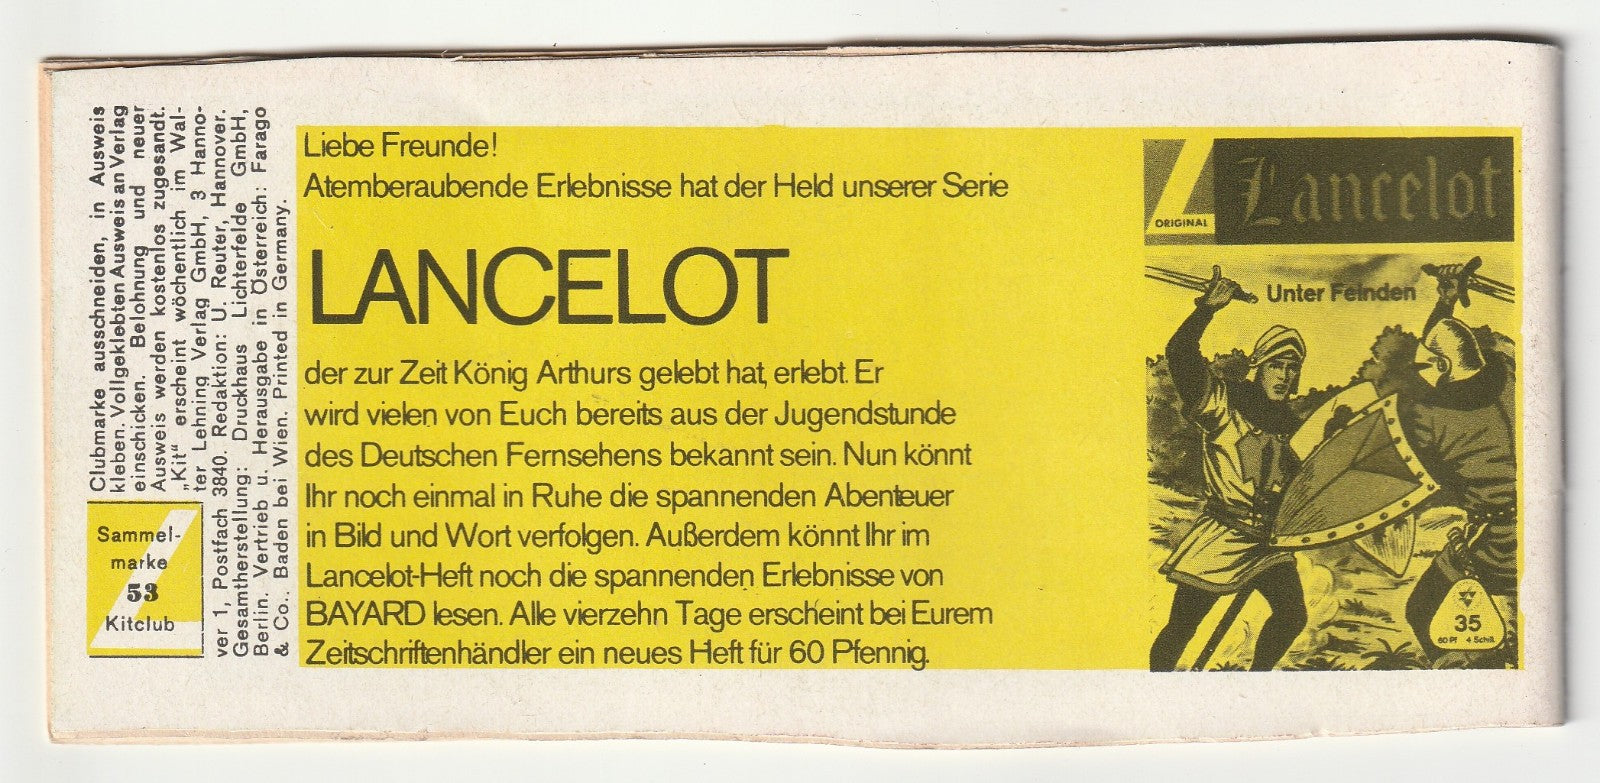 Clubmarke ausschneiden, in Ausweis
kleben. Vollgeklebten Ausweis an Verlag
einschicken. Belohnung und neuer
Ausweis werden kostenlos zugesandt.
„Kit“ erscheint wöchentlich im Wal-
ter Lehning Verlag GmbH, 3 Hanno-
ver 1, Postfach 3840. Redaktion: U. Reuter, Hannover.
Gesamtherstellung: Druckhaus Lichterfelde GmbH,
Berlin. Vertrieb u. Herausgabe in Österreich: Farago
& Co., Baden bei Wien. Printed in Germany.
Sammel-
marke
53
Kitclub
Liebe Freunde!
Atemberaubende Erlebnisse hat der Held unserer Serie
LANCELOT
der zur Zeit König Arthurs gelebt hat, erlebt. Er
wird vielen von Euch bereits aus der Jugendstunde
des Deutschen Fernsehens bekannt sein. Nun könnt
Ihr noch einmal in Ruhe die spannenden Abenteuer
in Bild und Wort verfolgen. Außerdem könnt Ihr im
Lancelot-Heft noch die spannenden Erlebnisse von
BAYARD lesen. Alle vierzehn Tage erscheint bei Eurem
Zeitschriftenhändler ein neues Heft für 60 Pfennig.
ORIGINAL
Lancelot
Unter Feinden
35
60 Pf 4 Schill.